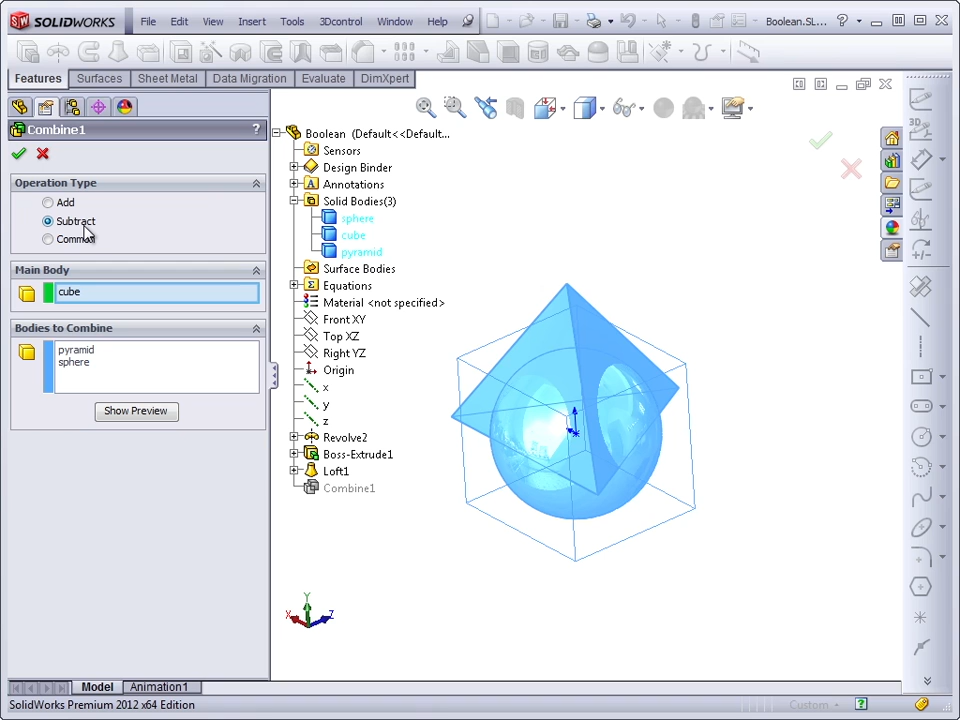 SOLIDWORKS File Edit View Insert Tools 3Dcontrol Window Help Boolean.SL... ?
Features Surfaces Sheet Metal Data Migration Evaluate DimXpert
Combine1 ?
Operation Type
Add
Subtract
Common
Main Body
cube
Bodies to Combine
pyramid
sphere
Show Preview
Boolean (Default<<Default...
Sensors
Design Binder
Annotations
Solid Bodies(3)
sphere
cube
pyramid
Surface Bodies
Equations
Material <not specified>
Front XY
Top XZ
Right YZ
Origin
x
y
z
Revolve2
Boss-Extrude1
Loft1
Combine1
3D
Y
X
Z
Model Animation1
SolidWorks Premium 2012 x64 Edition
Custom ?